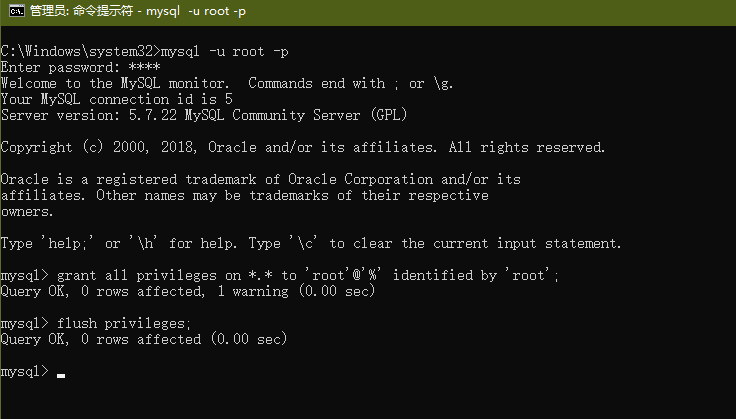 管理员: 命令提示符 - mysql  -u root -p
C:\Windows\system32>mysql -u root -p
Enter password: ****
Welcome to the MySQL monitor.  Commands end with ; or \g.
Your MySQL connection id is 5
Server version: 5.7.22 MySQL Community Server (GPL)
Copyright (c) 2000, 2018, Oracle and/or its affiliates. All rights reserved.
Oracle is a registered trademark of Oracle Corporation and/or its
affiliates. Other names may be trademarks of their respective
owners.
Type 'help;' or '\h' for help. Type '\c' to clear the current input statement.
mysql> grant all privileges on *.* to 'root'@'%' identified by 'root';
Query OK, 0 rows affected, 1 warning (0.00 sec)
mysql> flush privileges;
Query OK, 0 rows affected (0.00 sec)
mysql>